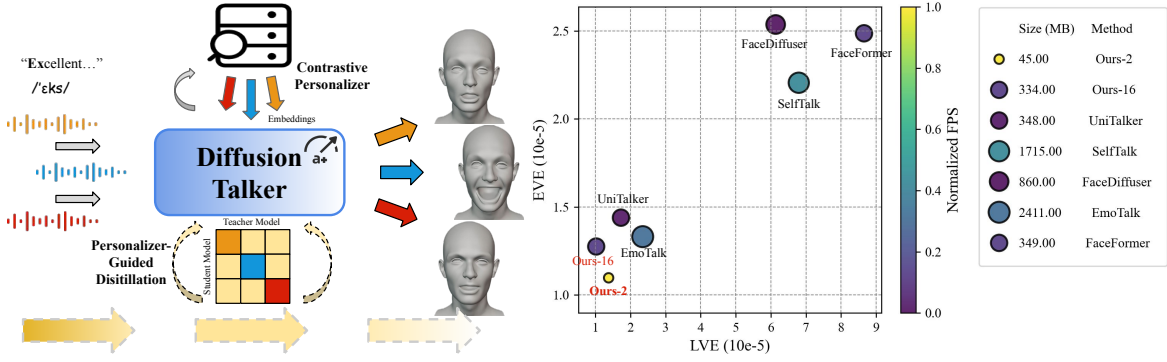 “Excellent…”
/'ɛks/
Contrastive
Personalizer
Embeddings
Diffusion
Talker
a+
Teacher Model
Student Model
Personalizer-
Guided
Disitillation
EVE (10e-5)
2.5
2.0
1.5
1.0
FaceDiffuser
FaceFormer
SelfTalk
UniTalker
EmoTalk
Ours-16
Ours-2
1 2 3 4 5 6 7 8 9
LVE (10e-5)
1.0
0.8
0.6
0.4
0.2
0.0
Normalized FPS
Size (MB) Method
45.00 Ours-2
334.00 Ours-16
348.00 UniTalker
1715.00 SelfTalk
860.00 FaceDiffuser
2411.00 EmoTalk
349.00 FaceFormer